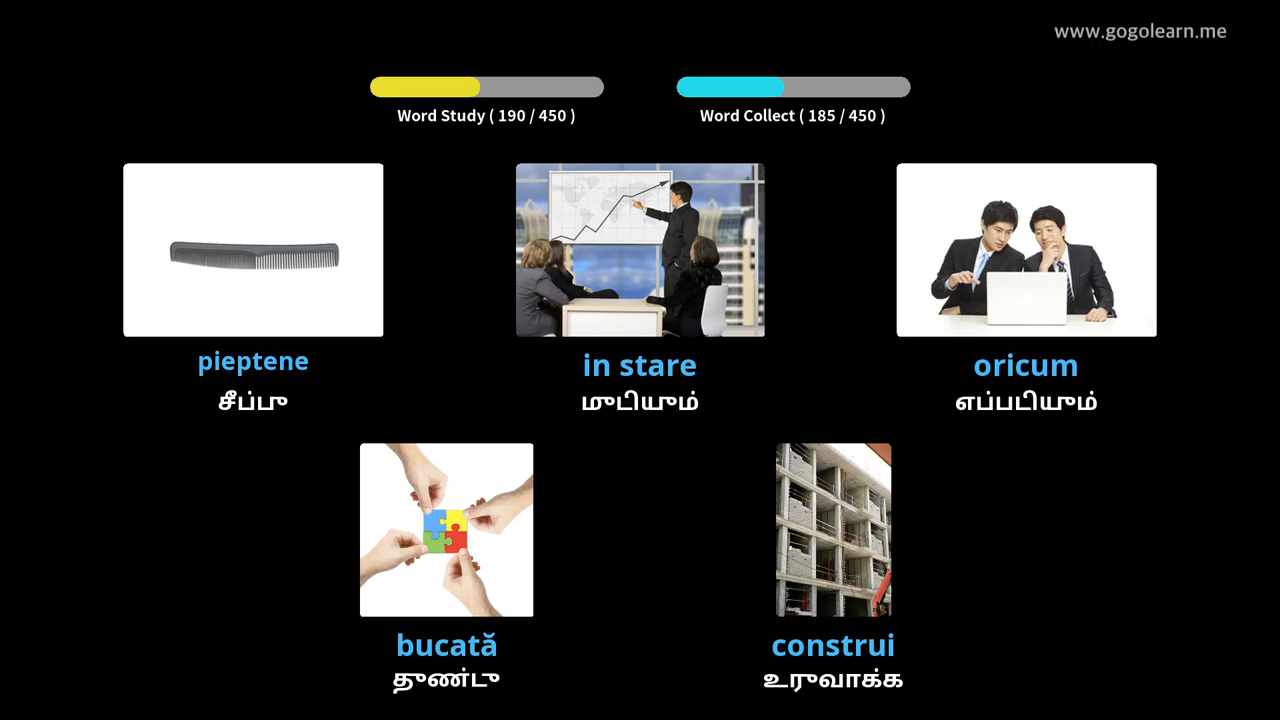 www.gogolearn.me
Word Study ( 190 / 450 )
Word Collect ( 185 / 450 )
pieptene
சீப்பு
in stare
முடியும்
oricum
எப்படியும்
bucată
துண்டு
construi
உருவாக்க